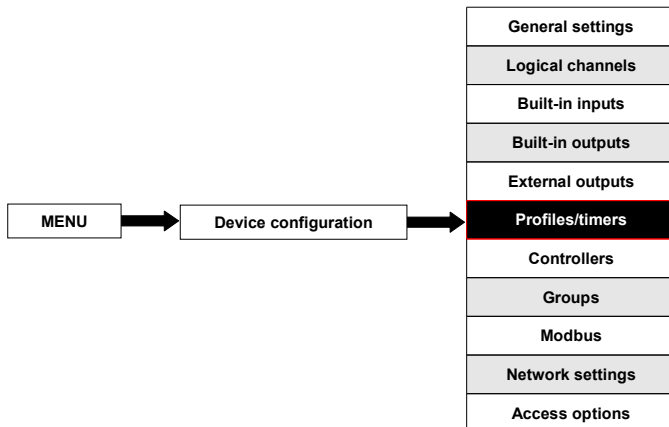 General settings
Logical channels
Built-in inputs
Built-in outputs
External outputs
MENU
Device configuration
Profiles/timers
Controllers
Groups
Modbus
Network settings
Access options